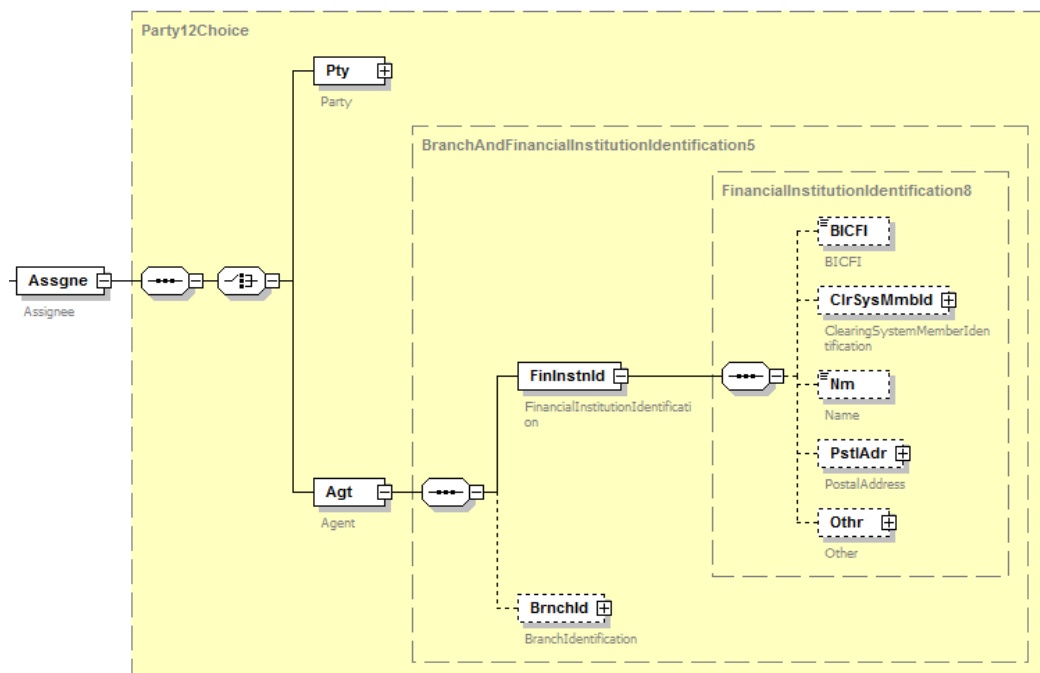 Party12Choice
Pty
Party
BranchAndFinancialInstitutionIdentification5
FinancialInstitutionIdentification8
BICFI
BICFI
Assgne
Assignee
ClrSysMmbId
ClearingSystemMemberIden
tification
FinInstnId
FinancialInstitutionIdentificati
on
Nm
Name
PstlAdr
PostalAddress
Agt
Agent
Othr
Other
BrnchId
BranchIdentification